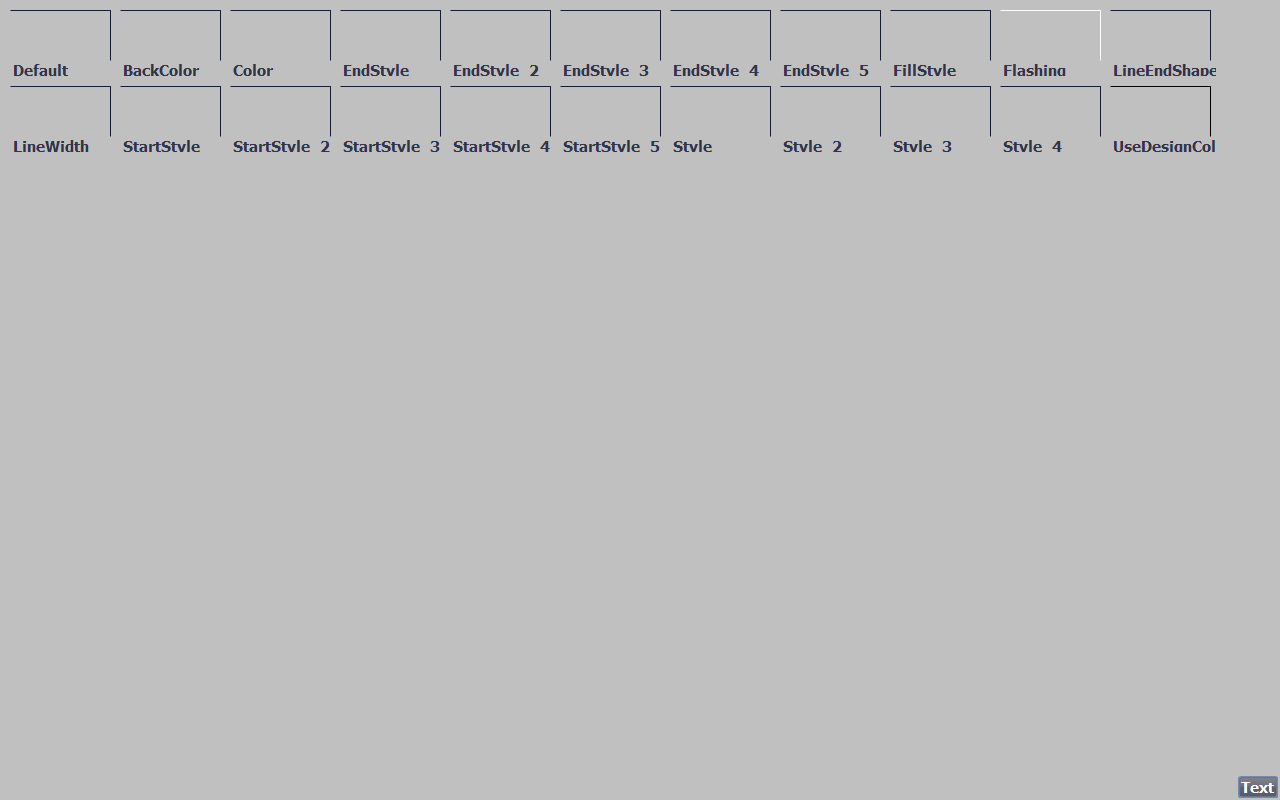 Default BackColor Color EndStyle EndStyle_2 EndStyle_3 EndStyle_4 EndStyle_5 FillStyle Flashing LineEndShape
LineWidth StartStyle StartStyle_2 StartStyle_3 StartStyle_4 StartStyle_5 Style Style_2 Style_3 Style_4 UseDesignCol
Text